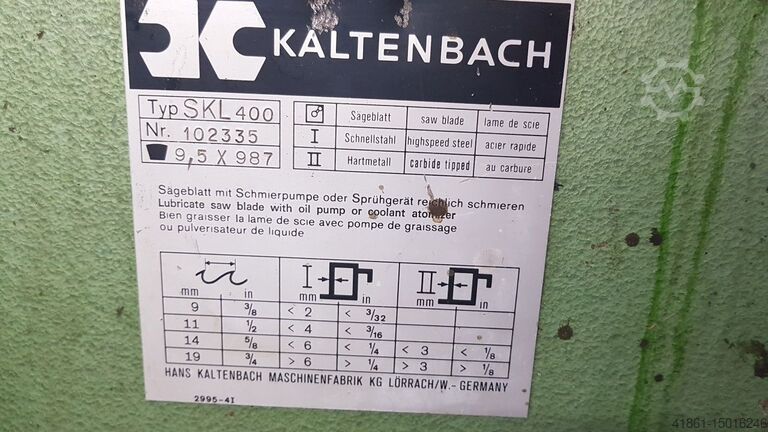 KALTENBACH
Typ SKL 400
Nr. 102335
9,5 X 987
Sägeblatt saw blade lame de scie
I Schnellstahl highspeed steel acier rapide
II Hartmetall carbide tipped au carbure
Sägeblatt mit Schmierpumpe oder Sprühgerät reichlich schmieren
Lubricate saw blade with oil pump or coolant atomizer
Bien graisser la lame de scie avec pompe de graissage
ou pulverisateur de liquide
I II
mm in mm in mm in
9 3/8 < 2 < 3/32
11 1/2 < 4 < 3/16
14 5/8 < 6 < 1/4 < 3 < 1/8
19 3/4 > 6 > 1/4 > 3 > 1/8
HANS KALTENBACH MASCHINENFABRIK KG LÖRRACH/W.- GERMANY
2995-4I
41861-15016246